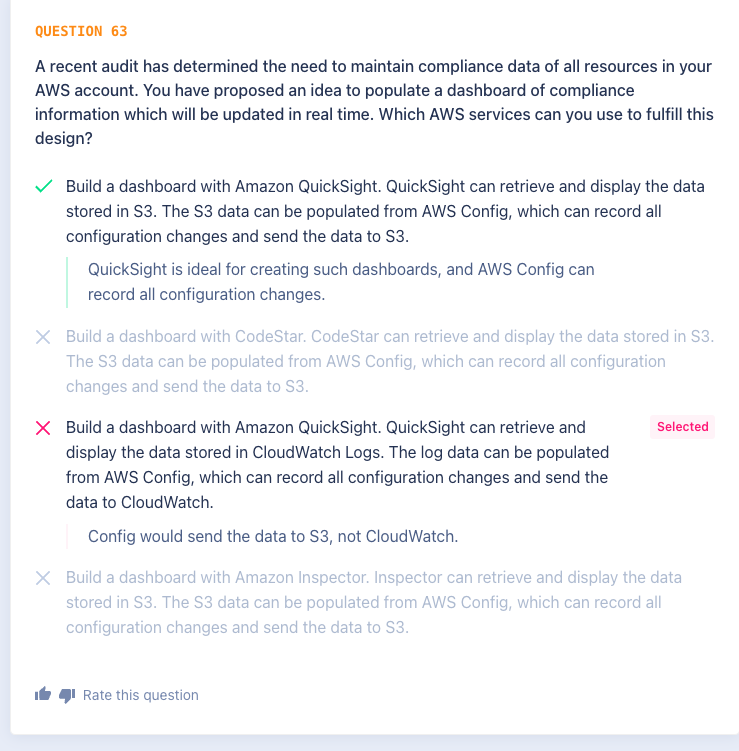 QUESTION 63
A recent audit has determined the need to maintain compliance data of all resources in your
AWS account. You have proposed an idea to populate a dashboard of compliance
information which will be updated in real time. Which AWS services can you use to fulfill this
design?
Build a dashboard with Amazon QuickSight. QuickSight can retrieve and display the data
stored in S3. The S3 data can be populated from AWS Config, which can record all
configuration changes and send the data to S3.
QuickSight is ideal for creating such dashboards, and AWS Config can
record all configuration changes.
Build a dashboard with CodeStar. CodeStar can retrieve and display the data stored in S3.
The S3 data can be populated from AWS Config, which can record all configuration
changes and send the data to S3.
Build a dashboard with Amazon QuickSight. QuickSight can retrieve and
display the data stored in CloudWatch Logs. The log data can be populated
from AWS Config, which can record all configuration changes and send the
data to CloudWatch.
Selected
Config would send the data to S3, not CloudWatch.
Build a dashboard with Amazon Inspector. Inspector can retrieve and display the data
stored in S3. The S3 data can be populated from AWS Config, which can record all
configuration changes and send the data to S3.
Rate this question